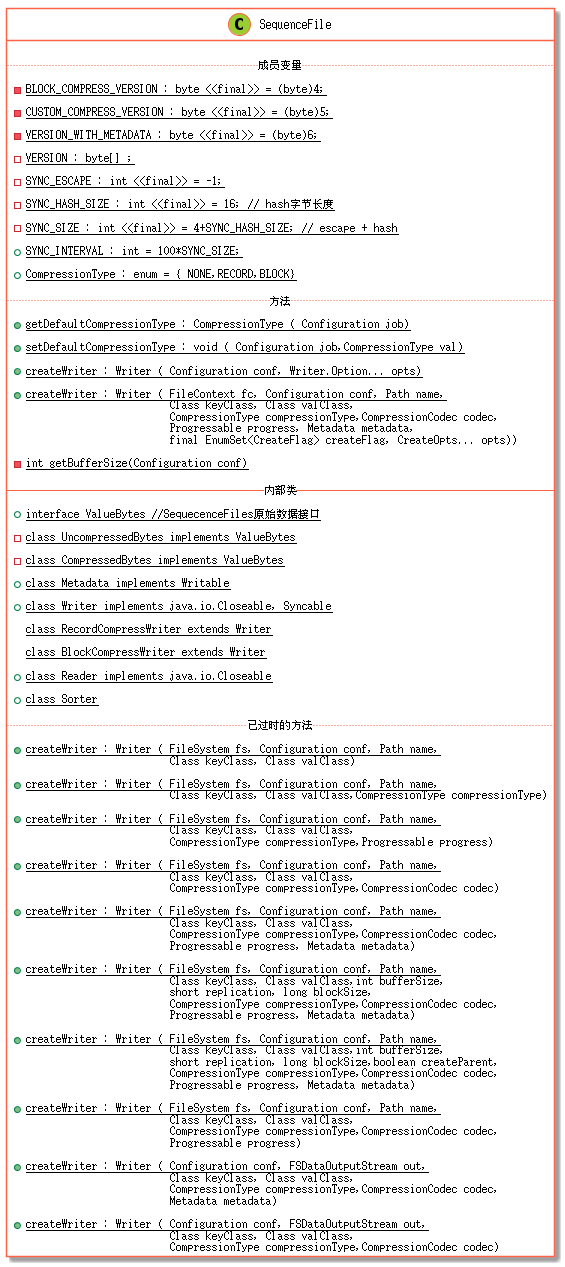 C SequenceFile
成员变量
BLOCK_COMPRESS_VERSION : byte <<final>> = (byte)4;
CUSTOM_COMPRESS_VERSION : byte <<final>> = (byte)5;
VERSION_WITH_METADATA : byte <<final>> = (byte)6;
VERSION : byte[] ;
SYNC_ESCAPE : int <<final>> = -1;
SYNC_HASH_SIZE : int <<final>> = 16; // hash字节长度
SYNC_SIZE : int <<final>> = 4+SYNC_HASH_SIZE; // escape + hash
SYNC_INTERVAL : int = 100*SYNC_SIZE;
CompressionType : enum = { NONE,RECORD,BLOCK}
方法
getDefaultCompressionType : CompressionType ( Configuration job)
setDefaultCompressionType : void ( Configuration job,CompressionType val)
createWriter : Writer ( Configuration conf, Writer.Option... opts)
createWriter : Writer ( FileContext fc, Configuration conf, Path name,
Class keyClass, Class valClass,
CompressionType compressionType,CompressionCodec codec,
Progressable progress, Metadata metadata,
final EnumSet<CreateFlag> createFlag, CreateOpts... opts))
int getBufferSize(Configuration conf)
内部类
interface ValueBytes //SequecenceFiles原始数据接口
class UncompressedBytes implements ValueBytes
class CompressedBytes implements ValueBytes
class Metadata implements Writable
class Writer implements java.io.Closeable, Syncable
class RecordCompressWriter extends Writer
class BlockCompressWriter extends Writer
class Reader implements java.io.Closeable
class Sorter
已过时的方法
createWriter : Writer ( FileSystem fs, Configuration conf, Path name,
Class keyClass, Class valClass)
createWriter : Writer ( FileSystem fs, Configuration conf, Path name,
Class keyClass, Class valClass,CompressionType compressionType)
createWriter : Writer ( FileSystem fs, Configuration conf, Path name,
Class keyClass, Class valClass,
CompressionType compressionType,Progressable progress)
createWriter : Writer ( FileSystem fs, Configuration conf, Path name,
Class keyClass, Class valClass,
CompressionType compressionType,CompressionCodec codec)
createWriter : Writer ( FileSystem fs, Configuration conf, Path name,
Class keyClass, Class valClass,
CompressionType compressionType,CompressionCodec codec,
Progressable progress, Metadata metadata)
createWriter : Writer ( FileSystem fs, Configuration conf, Path name,
Class keyClass, Class valClass,int bufferSize,
short replication, long blockSize,
CompressionType compressionType,CompressionCodec codec,
Progressable progress, Metadata metadata)
createWriter : Writer ( FileSystem fs, Configuration conf, Path name,
Class keyClass, Class valClass,int bufferSize,
short replication, long blockSize,boolean createParent,
CompressionType compressionType,CompressionCodec codec,
Progressable progress, Metadata metadata)
createWriter : Writer ( FileSystem fs, Configuration conf, Path name,
Class keyClass, Class valClass,
CompressionType compressionType,CompressionCodec codec,
Progressable progress)
createWriter : Writer ( Configuration conf, FSDataOutputStream out,
Class keyClass, Class valClass,
CompressionType compressionType,CompressionCodec codec,
Metadata metadata)
createWriter : Writer ( Configuration conf, FSDataOutputStream out,
Class keyClass, Class valClass,
CompressionType compressionType,CompressionCodec codec)